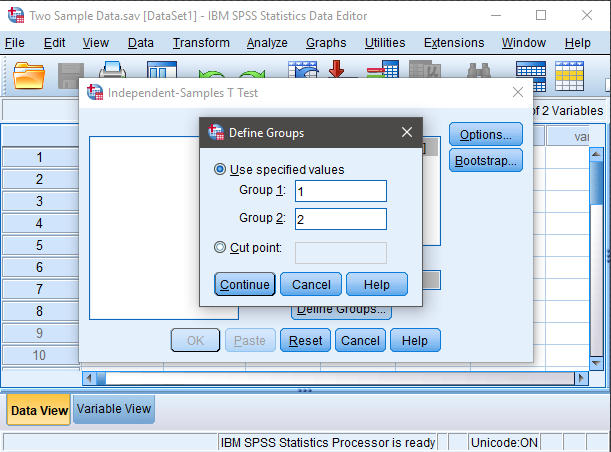 Two Sample Data.sav [DataSet1] - IBM SPSS Statistics Data Editor
File Edit View Data Transform Analyze Graphs Utilities Extensions Window Help
Independent-Samples T Test
of 2 Variables
Define Groups
Options...
Bootstrap...
Use specified values
Group 1: 1
Group 2: 2
Cut point:
Continue Cancel Help
Define Groups...
OK Paste Reset Cancel Help
var
1
2
3
4
5
6
7
8
9
10
Data View Variable View
IBM SPSS Statistics Processor is ready Unicode:ON